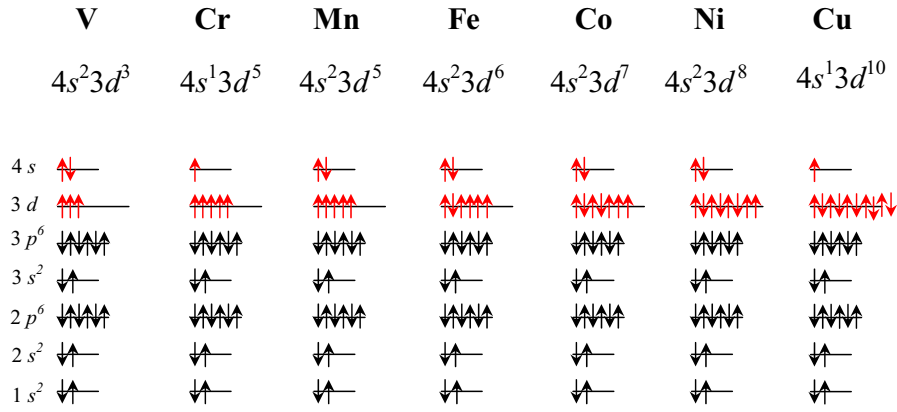 V Cr Mn Fe Co Ni Cu
4s²3d³ 4s¹3d⁵ 4s²3d⁵ 4s²3d⁶ 4s²3d⁷ 4s²3d⁸ 4s¹3d¹⁰
4 s
3 d
3 p⁶
3 s²
2 p⁶
2 s²
1 s²